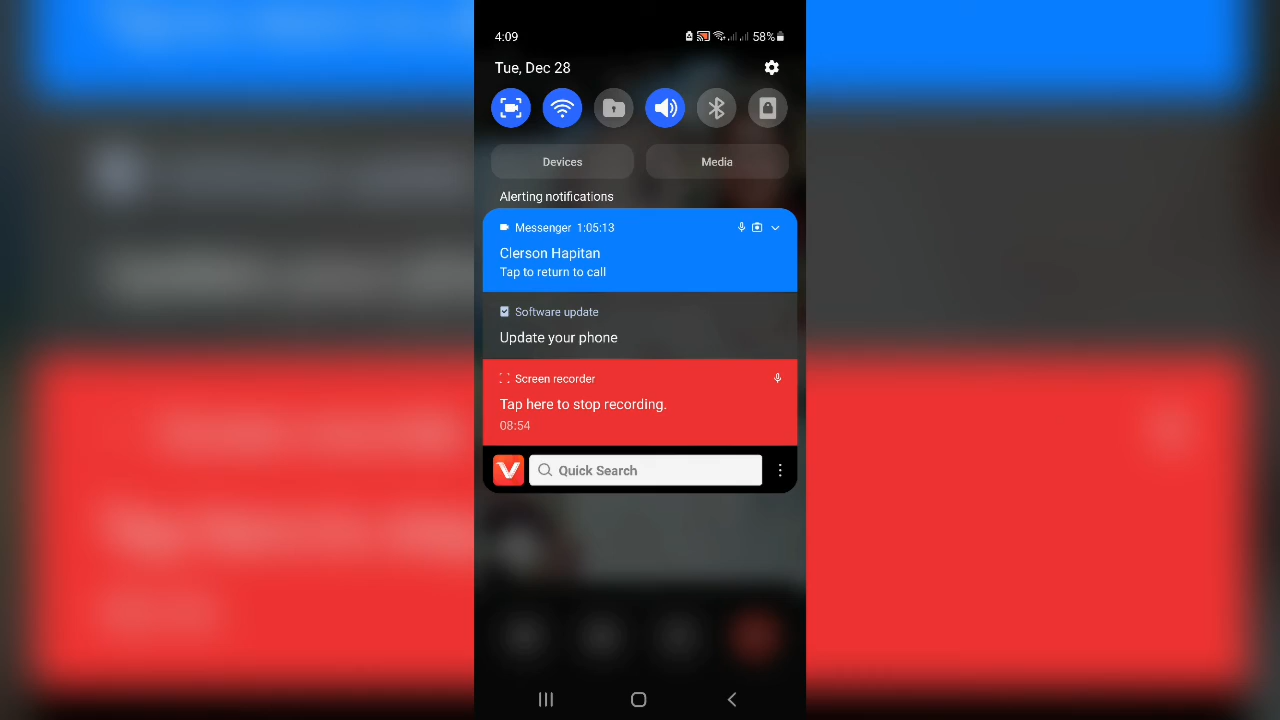 4:09
58%
Tue, Dec 28
Devices
Media
Alerting notifications
Messenger 1:05:13
Clerson Hapitan
Tap to return to call
Software update
Update your phone
Screen recorder
Tap here to stop recording.
08:54
Quick Search